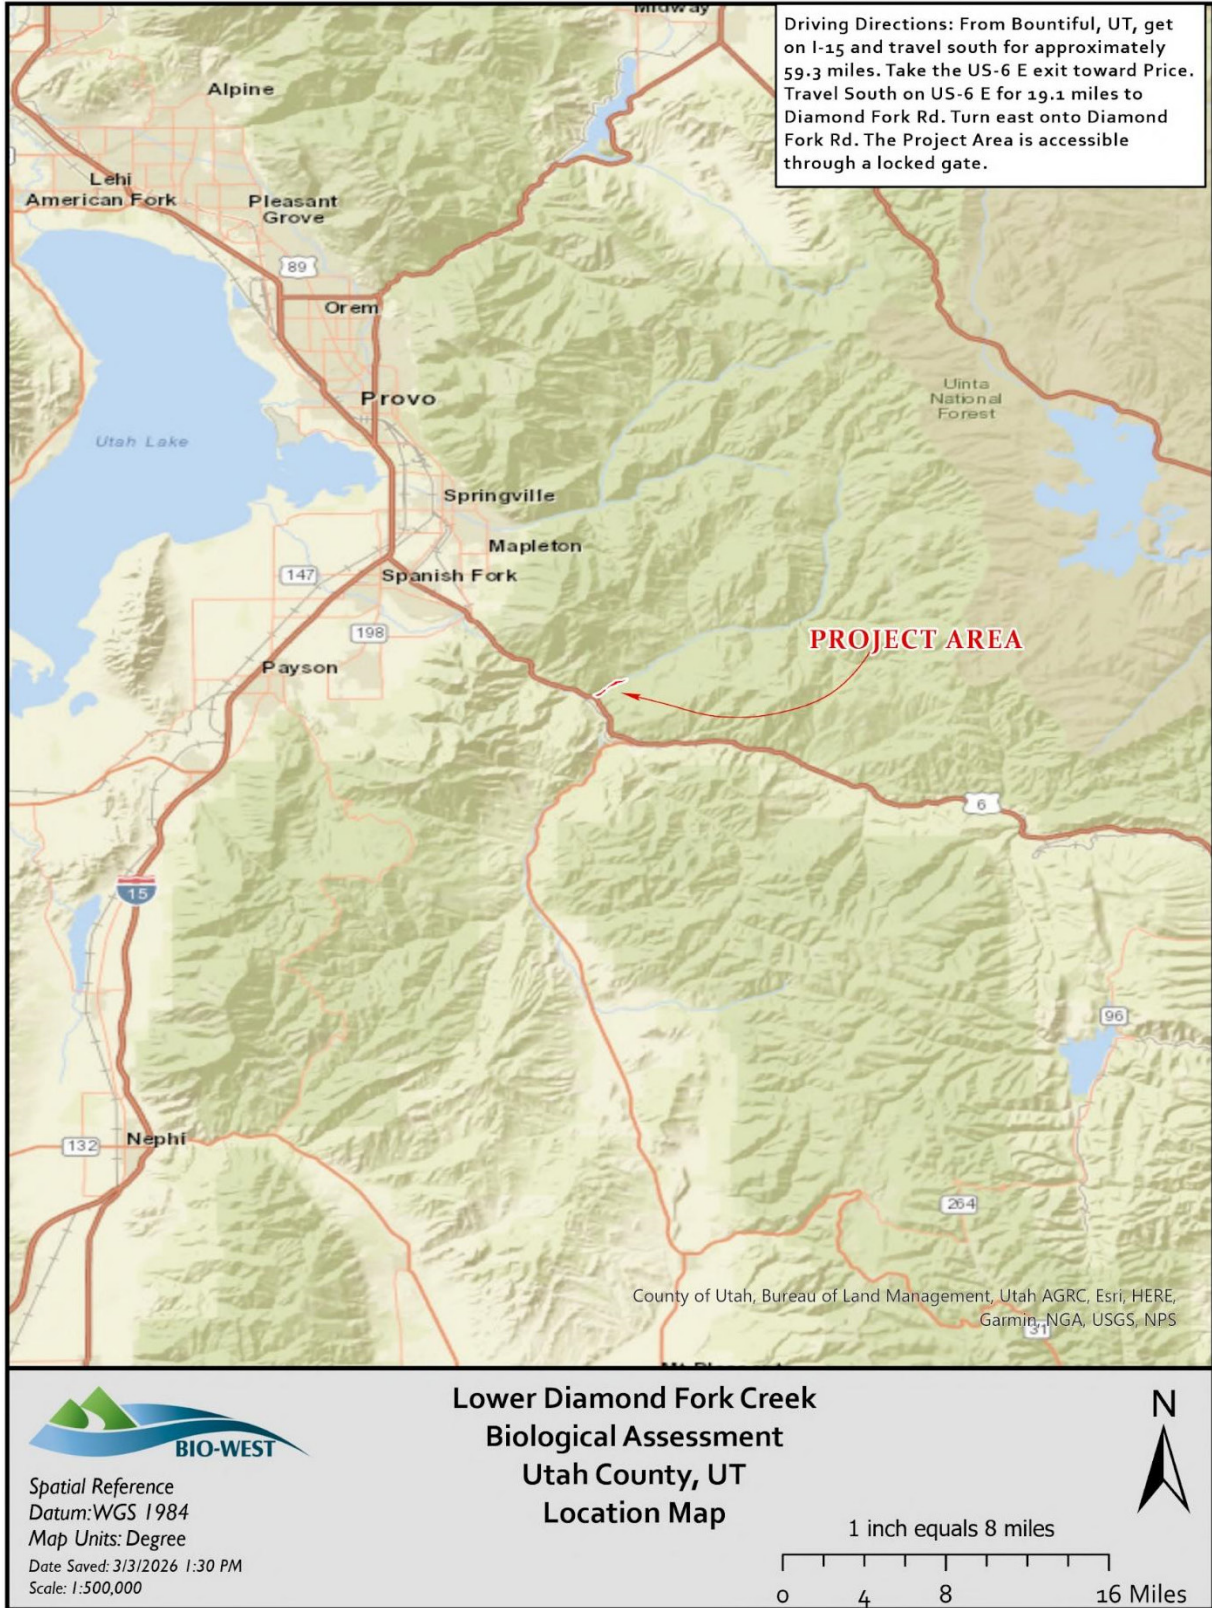 Midway
Driving Directions: From Bountiful, UT, get
on I-15 and travel south for approximately
59.3 miles. Take the US-6 E exit toward Price.
Travel South on US-6 E for 19.1 miles to
Diamond Fork Rd. Turn east onto Diamond
Fork Rd. The Project Area is accessible
through a locked gate.
Alpine
Lehi
American Fork
Pleasant
Grove
89
Orem
Provo
Uinta
National
Forest
Utah Lake
Springville
Mapleton
147
Spanish Fork
198
PROJECT AREA
Payson
6
15
96
132
Nephi
264
County of Utah, Bureau of Land Management, Utah AGRC, Esri, HERE,
Garmin, NGA, USGS, NPS
31
BIO-WEST
Spatial Reference
Datum: WGS 1984
Map Units: Degree
Date Saved: 3/3/2026 1:30 PM
Scale: 1:500,000
Lower Diamond Fork Creek
Biological Assessment
Utah County, UT
Location Map
N
1 inch equals 8 miles
0 4 8 16 Miles